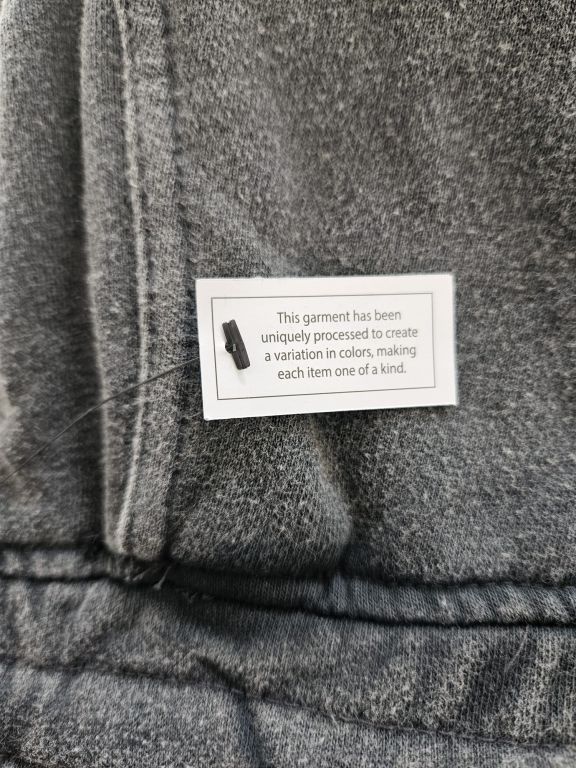 This garment has been
uniquely processed to create
a variation in colors, making
each item one of a kind.